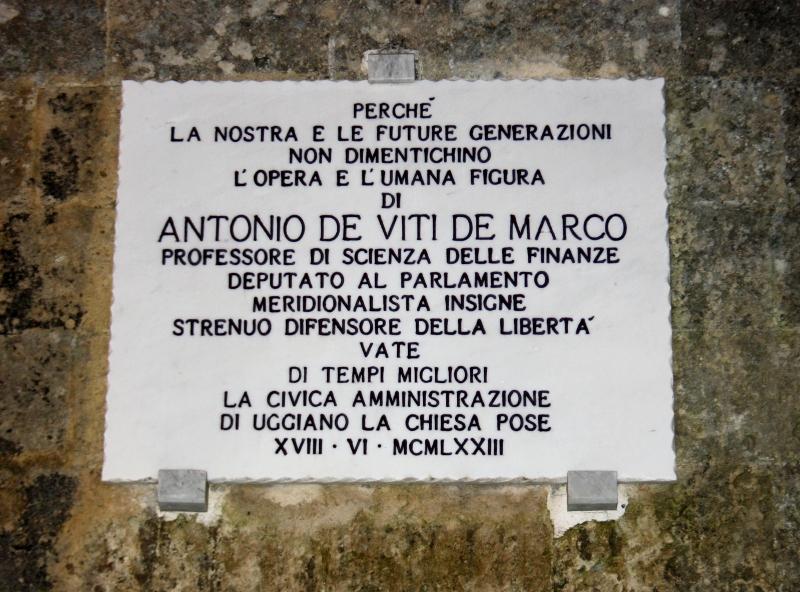 PERCHÉ
LA NOSTRA E LE FUTURE GENERAZIONI
NON DIMENTICHINO
L'OPERA E L'UMANA FIGURA
DI
ANTONIO DE VITI DE MARCO
PROFESSORE DI SCIENZA DELLE FINANZE
DEPUTATO AL PARLAMENTO
MERIDIONALISTA INSIGNE
STRENUO DIFENSORE DELLA LIBERTÁ
VATE
DI TEMPI MIGLIORI
LA CIVICA AMMINISTRAZIONE
DI UGGIANO LA CHIESA POSE
XVIII · VI · MCMLXXIII